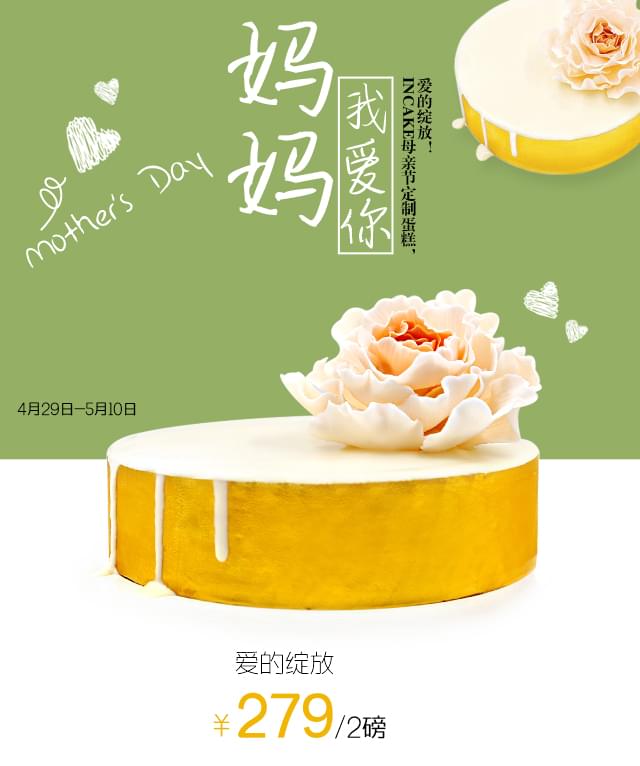 妈妈
我爱你
INCAKE母亲节定制蛋糕，
爱的绽放！
mother's Day
4月29日—5月10日
爱的绽放
￥279/2磅